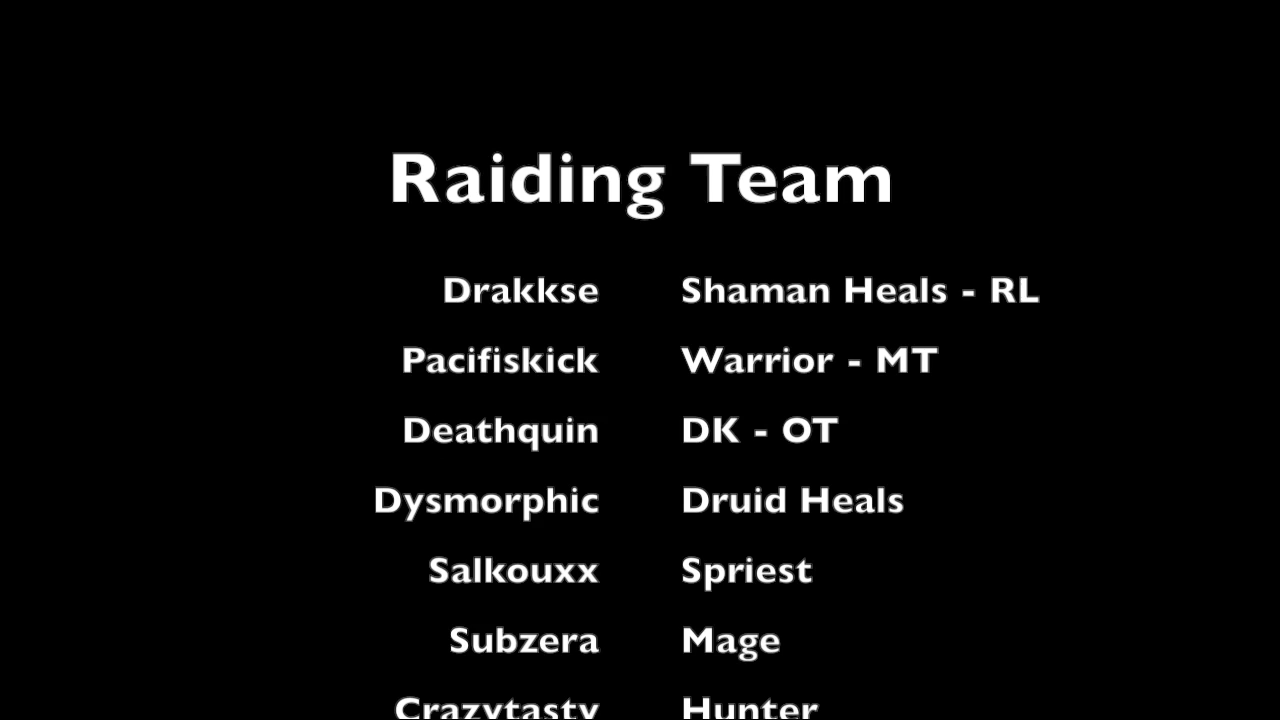 Raiding Team
Drakkse Shaman Heals - RL
Pacifiskick Warrior - MT
Deathquin DK - OT
Dysmorphic Druid Heals
Salkouxx Spriest
Subzera Mage
Crazytasty Hunter